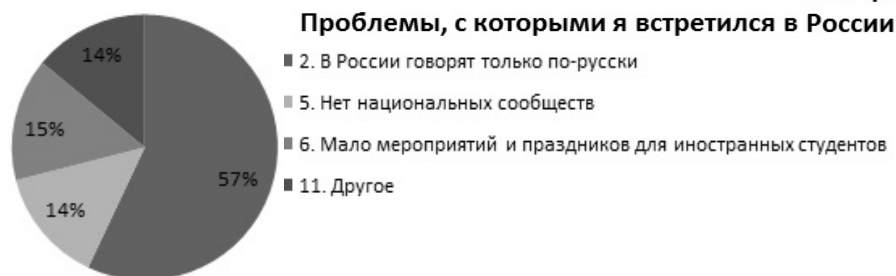 Проблемы, с которыми я встретился в России
14%
15%
14%
57%
2. В России говорят только по-русски
5. Нет национальных сообществ
6. Мало мероприятий и праздников для иностранных студентов
11. Другое